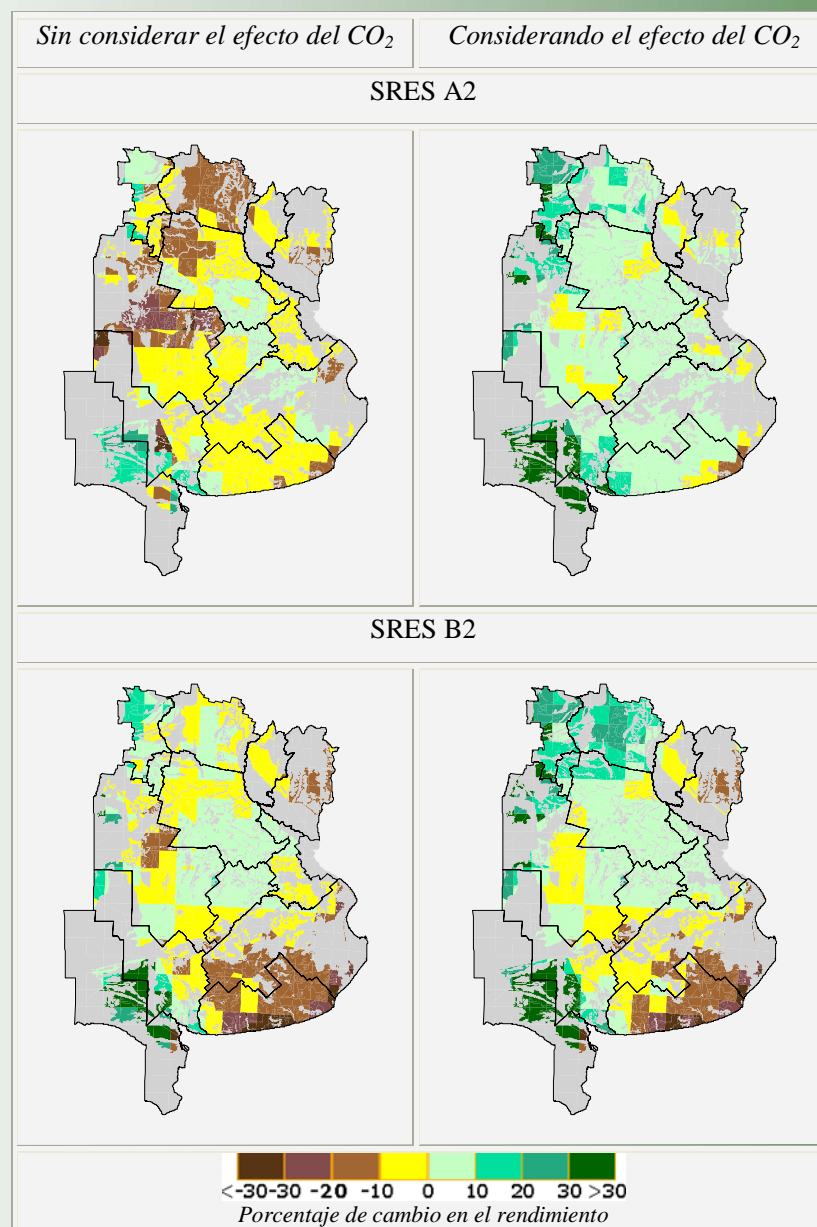 Sin considerar el efecto del CO₂
Considerando el efecto del CO₂
SRES A2
SRES B2
<-30 -30 -20 -10 0 10 20 30 >30
Porcentaje de cambio en el rendimiento